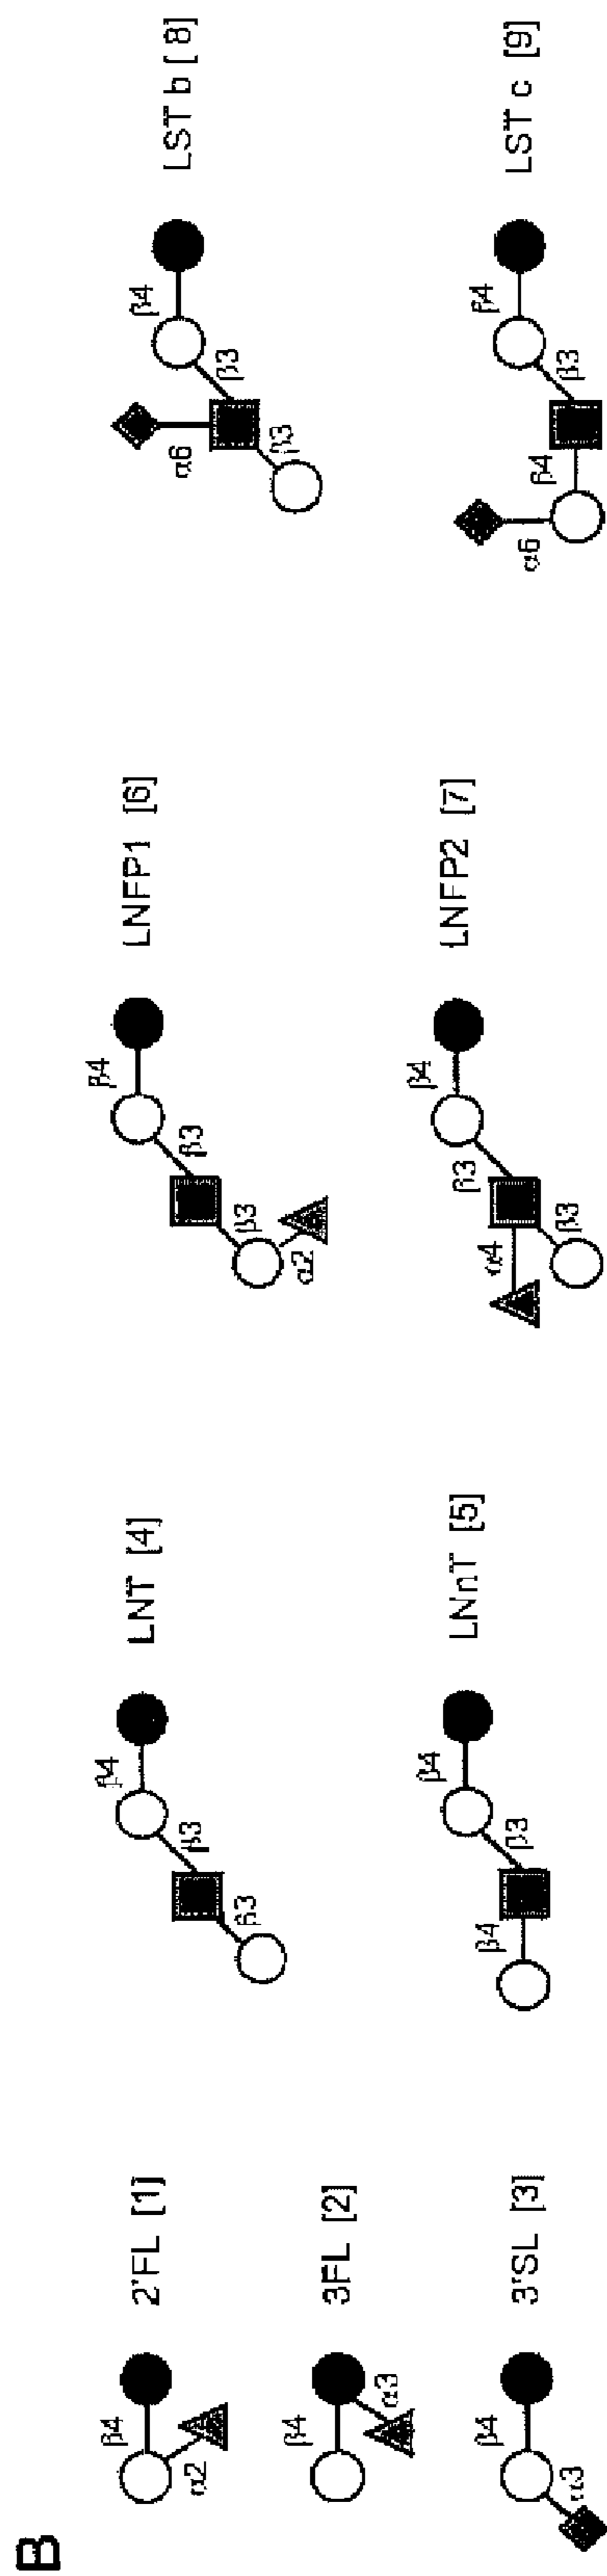 B
β4
2'FL [1]
α2
β4
3FL [2]
α3
β4
3'SL [3]
α3
β4
LNT [4]
β3
β3
β4
LNnT [5]
β4
β3
β4
LNFP1 [6]
β3
β3
α2
β4
LNFP2 [7]
β3
α4
β3
β4
LST b [ 8]
α6
β3
β3
β4
LST c [9]
α6
β4
β3